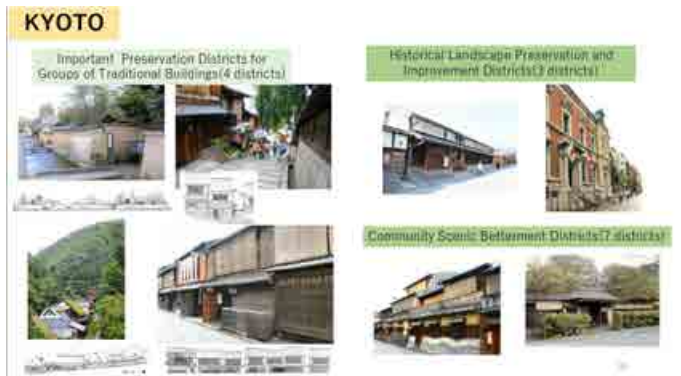 KYOTO
Important Preservation Districts for
Groups of Traditional Buildings(4 districts)
Historical Landscape Preservation and
Improvement Districts(3 districts)
Community Scenic Betterment Districts(7 districts)